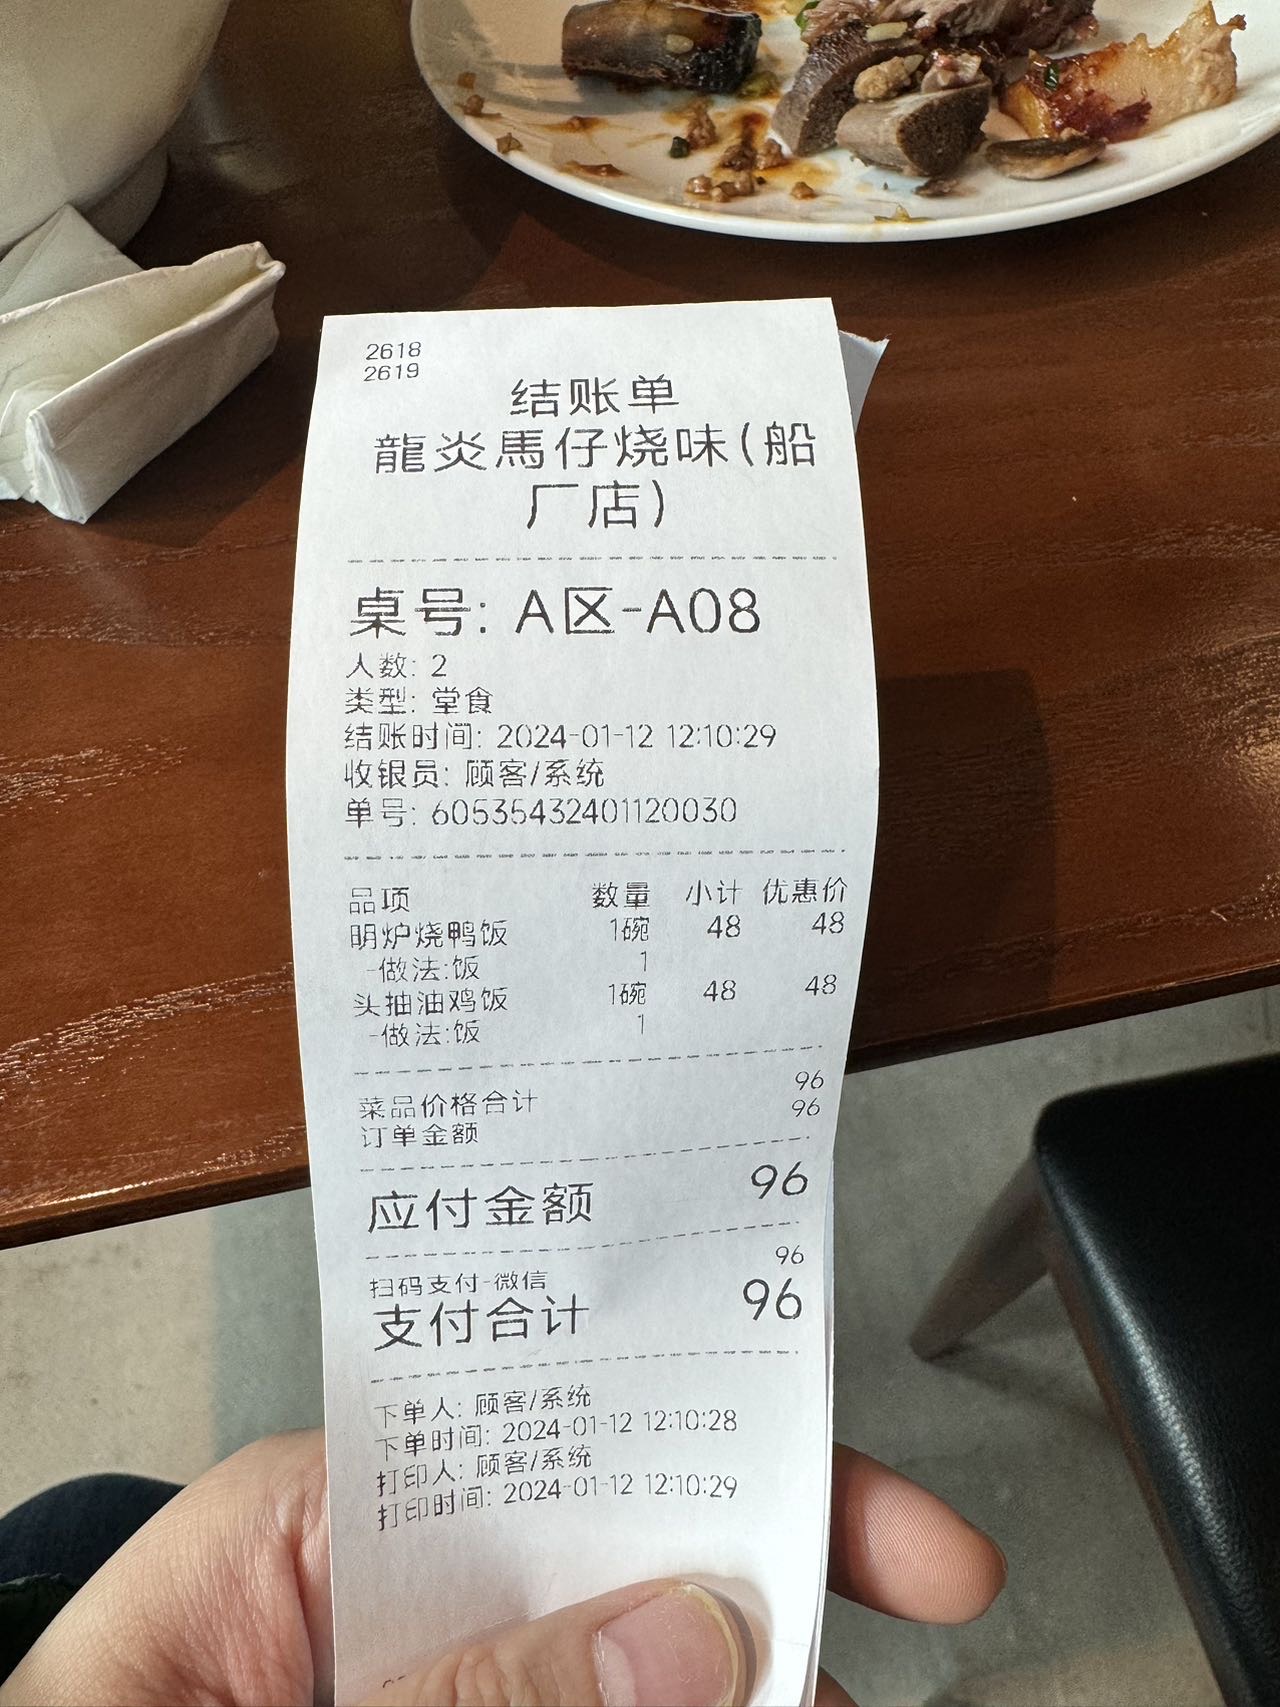 2618
2619
结账单
龍炎馬仔烧味(船
厂店)
桌号: A区-A08
人数: 2
类型: 堂食
结账时间: 2024-01-12 12:10:29
收银员: 顾客/系统
单号: 60535432401120030
品项 数量 小计 优惠价
明炉烧鸭饭 1碗 48 48
-做法:饭 1
头抽油鸡饭 1碗 48 48
-做法:饭 1
菜品价格合计 96
订单金额 96
应付金额 96
扫码支付-微信 96
支付合计 96
下单人: 顾客/系统
下单时间: 2024-01-12 12:10:28
打印人: 顾客/系统
打印时间: 2024-01-12 12:10:29